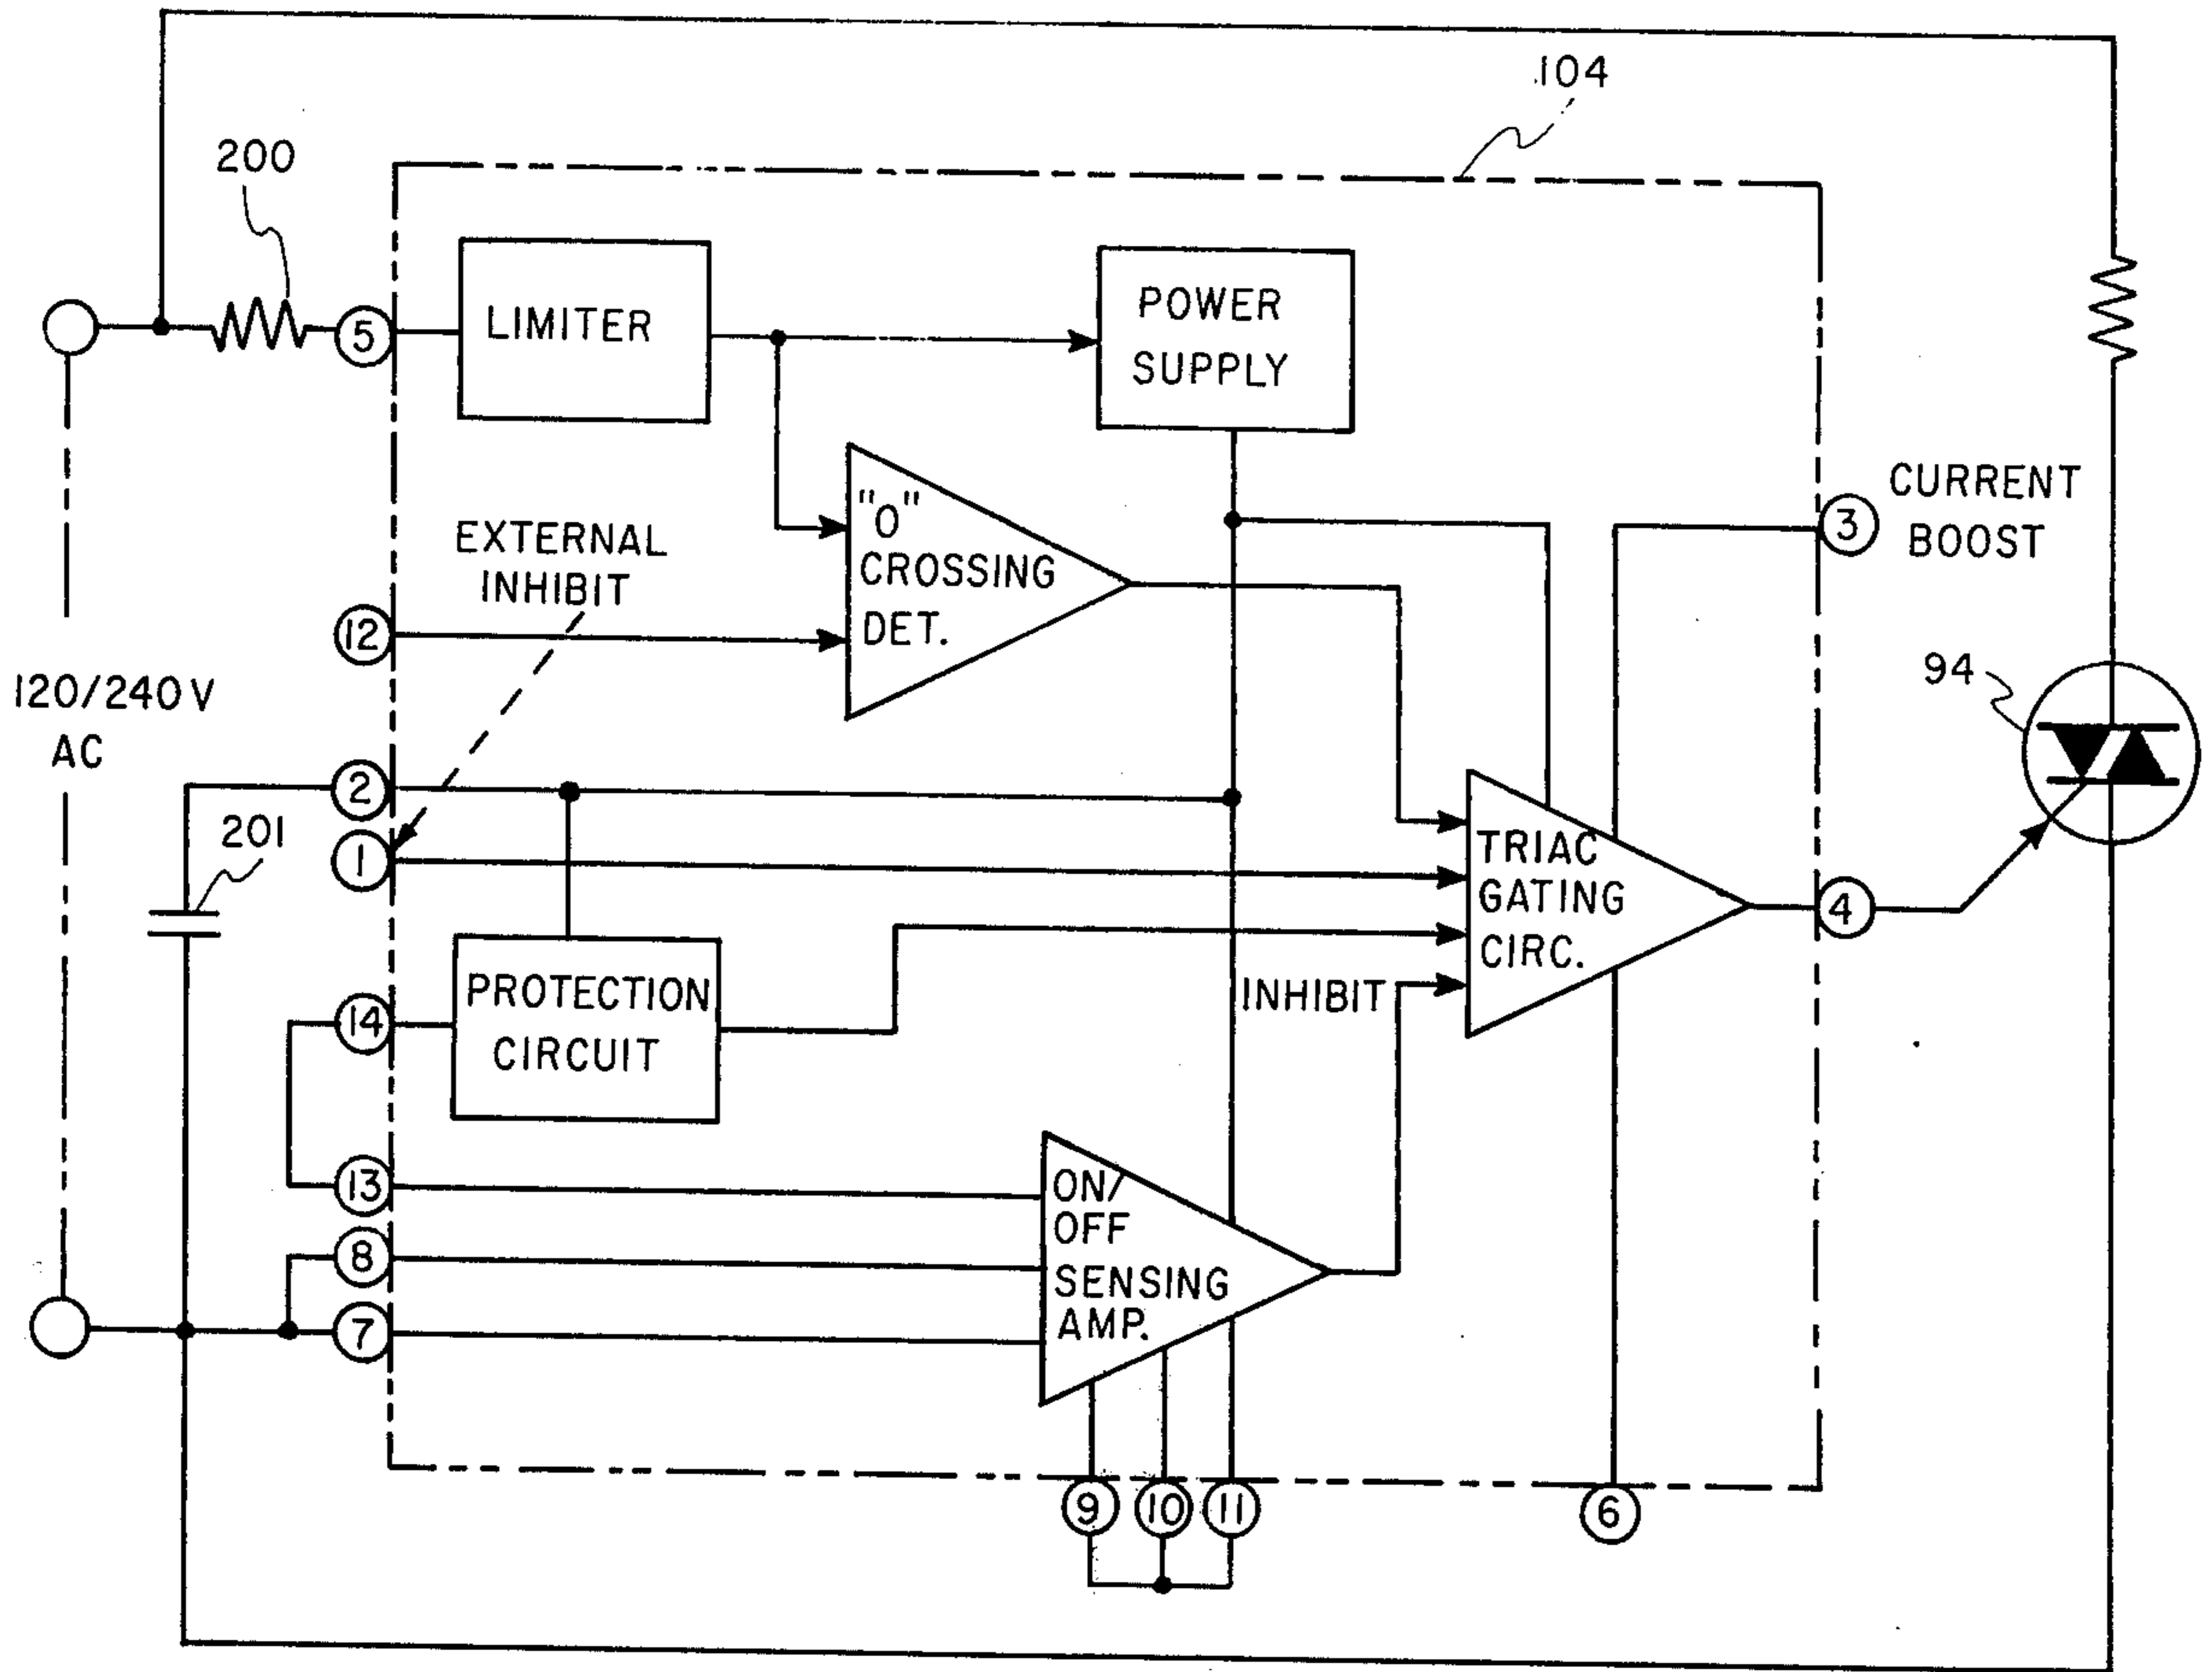 104
200
LIMITER
POWER
SUPPLY
5
"0"
CROSSING
DET.
CURRENT
BOOST
3
EXTERNAL
INHIBIT
12
94
120/240 V
AC
2
201
1
TRIAC
GATING
CIRC.
4
PROTECTION
CIRCUIT
14
INHIBIT
13
ON/
OFF
SENSING
AMP.
8
7
9
10
11
6